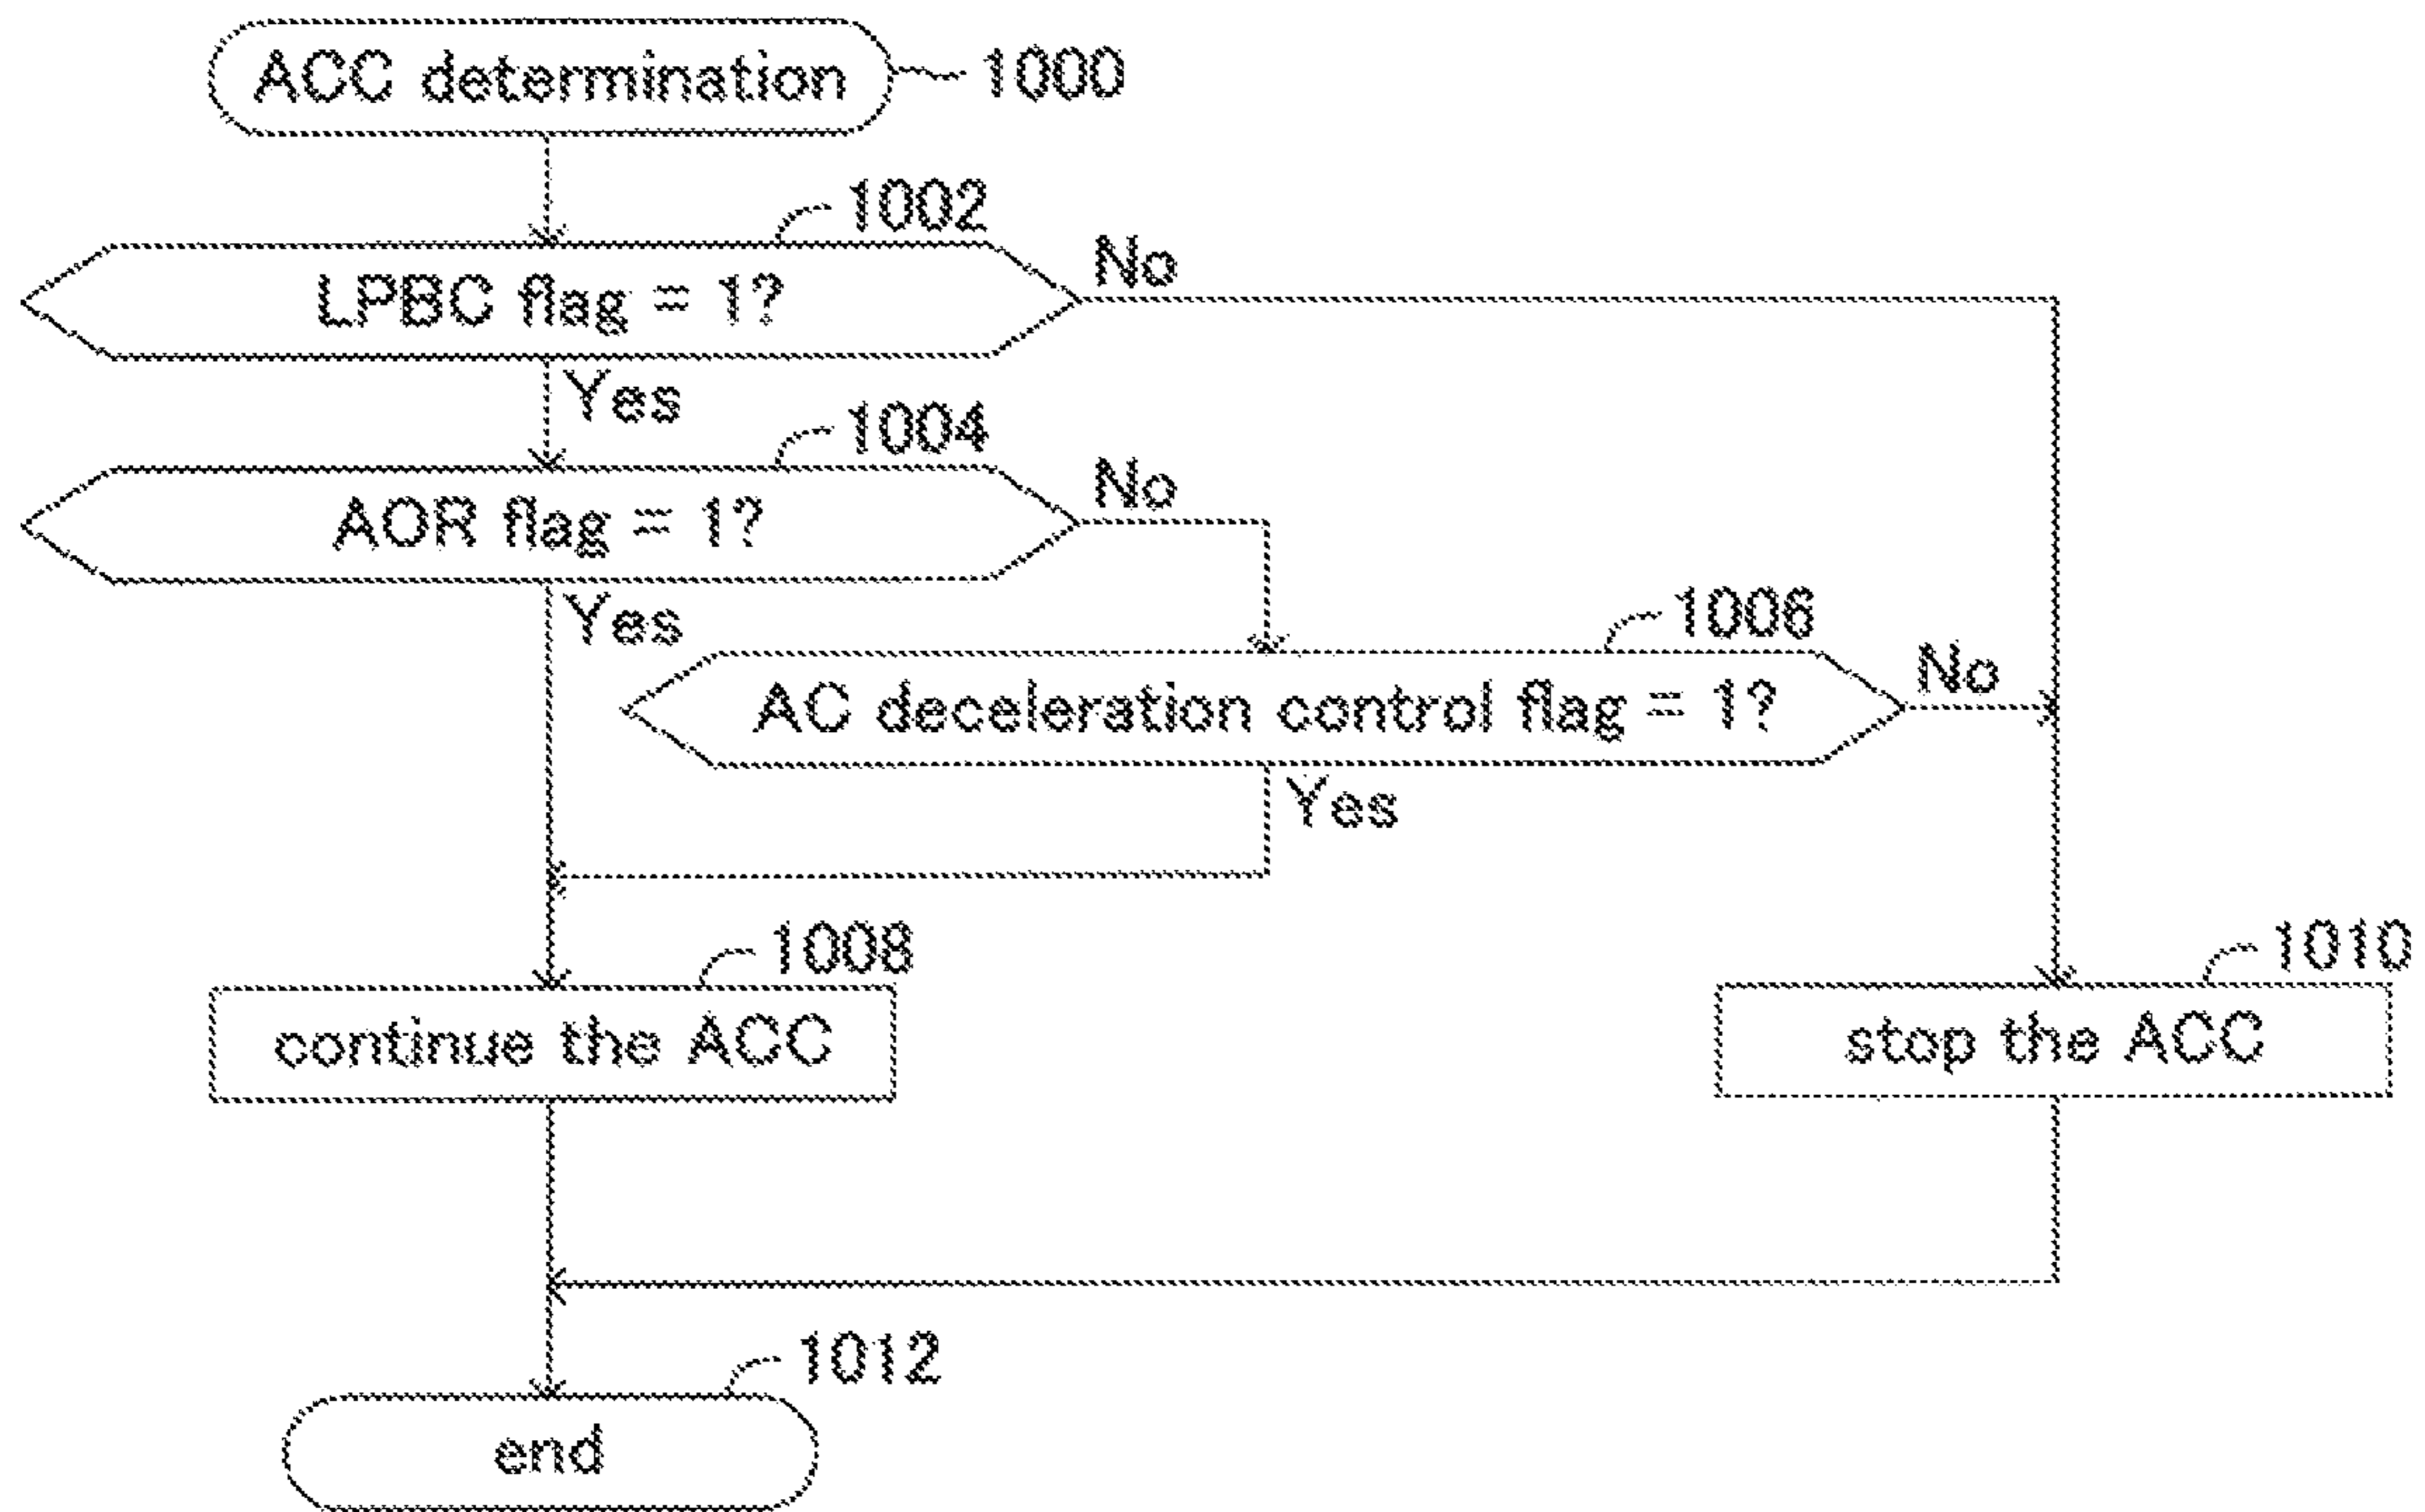 ACC determination
1000
1002
LPBC flag = 1?
No
Yes
1004
AOR flag = 1?
No
Yes
1006
AC deceleration control flag = 1?
No
Yes
1008
continue the ACC
1010
stop the ACC
1012
end